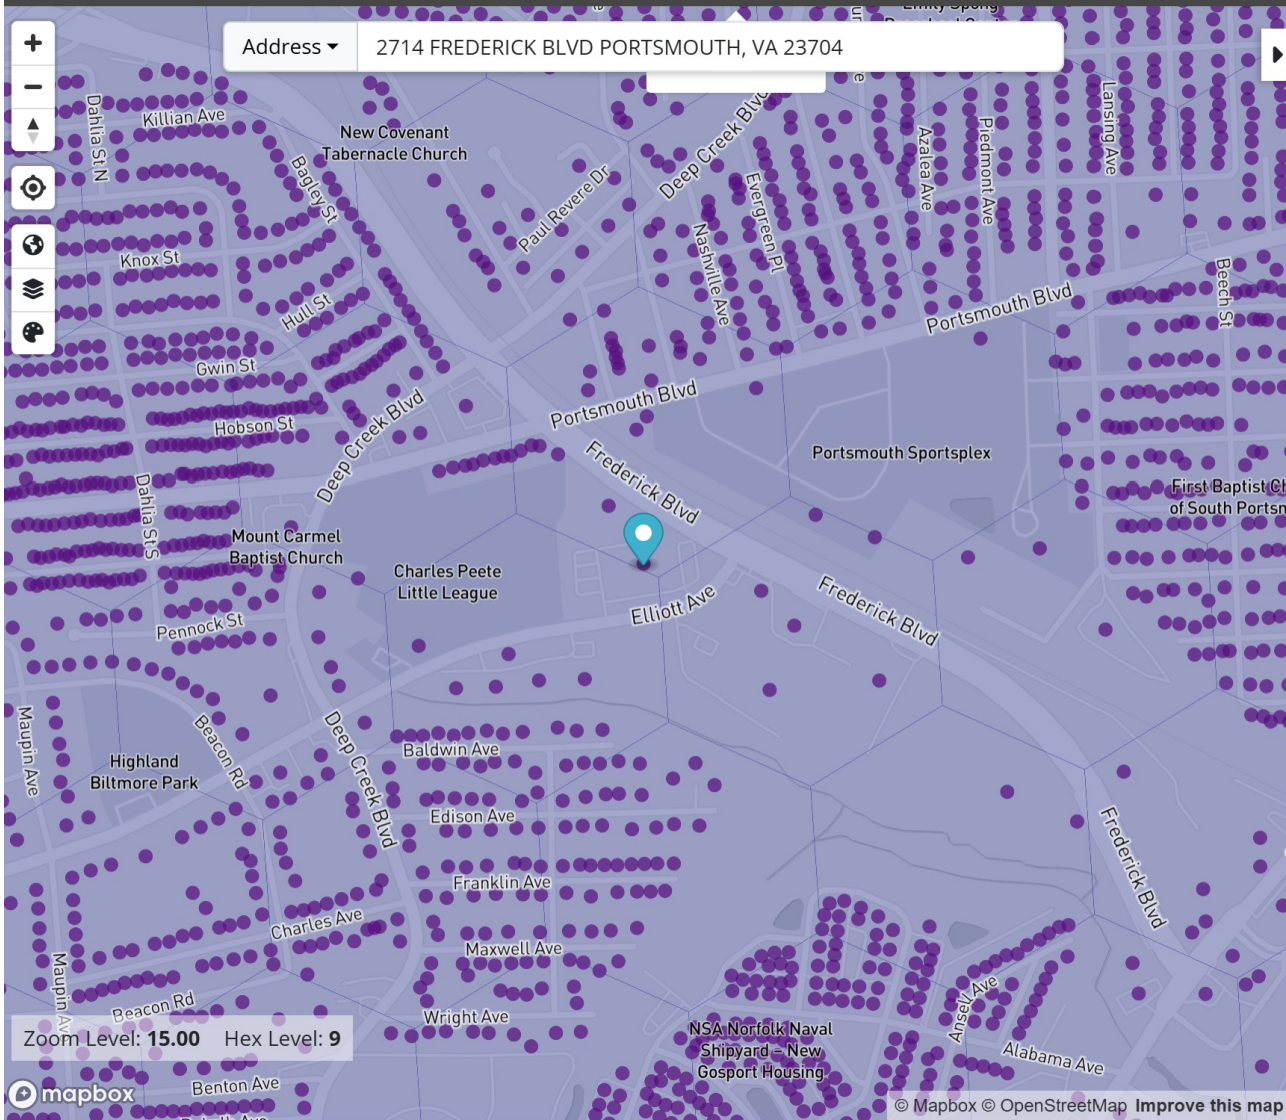 Address
2714 FREDERICK BLVD PORTSMOUTH, VA 23704
Dahlia St N
Killian Ave
New Covenant
Tabernacle Church
Bagley St
Paul Revere Dr
Deep Creek Blvd
Evergreen Pl
Nashville Ave
Azalea Ave
Piedmont Ave
Lansing Ave
Knox St
Hull St
Gwin St
Hobson St
Deep Creek Blvd
Portsmouth Blvd
Portsmouth Blvd
Beech St
Frederick Blvd
Portsmouth Sportsplex
First Baptist Ch
of South Portsm
Dahlia St S
Mount Carmel
Baptist Church
Charles Peete
Little League
Elliott Ave
Frederick Blvd
Pennock St
Maupin Ave
Beacon Rd
Deep Creek Blvd
Highland
Biltmore Park
Baldwin Ave
Edison Ave
Franklin Ave
Frederick Blvd
Charles Ave
Maxwell Ave
Maupin Av
Beacon Rd
Wright Ave
NSA Norfolk Naval
Shipyard – New
Gosport Housing
Ansell Ave
Alabama Ave
Zoom Level: 15.00 Hex Level: 9
Benton Ave
mapbox
© Mapbox © OpenStreetMap Improve this map